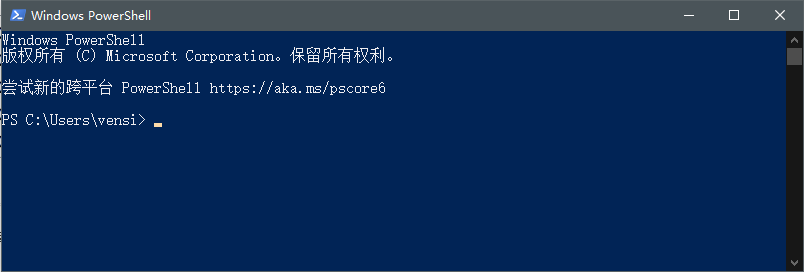 Windows PowerShell
Windows PowerShell
版权所有 (C) Microsoft Corporation。保留所有权利。
尝试新的跨平台 PowerShell https://aka.ms/pscore6
PS C:\Users\vensi>